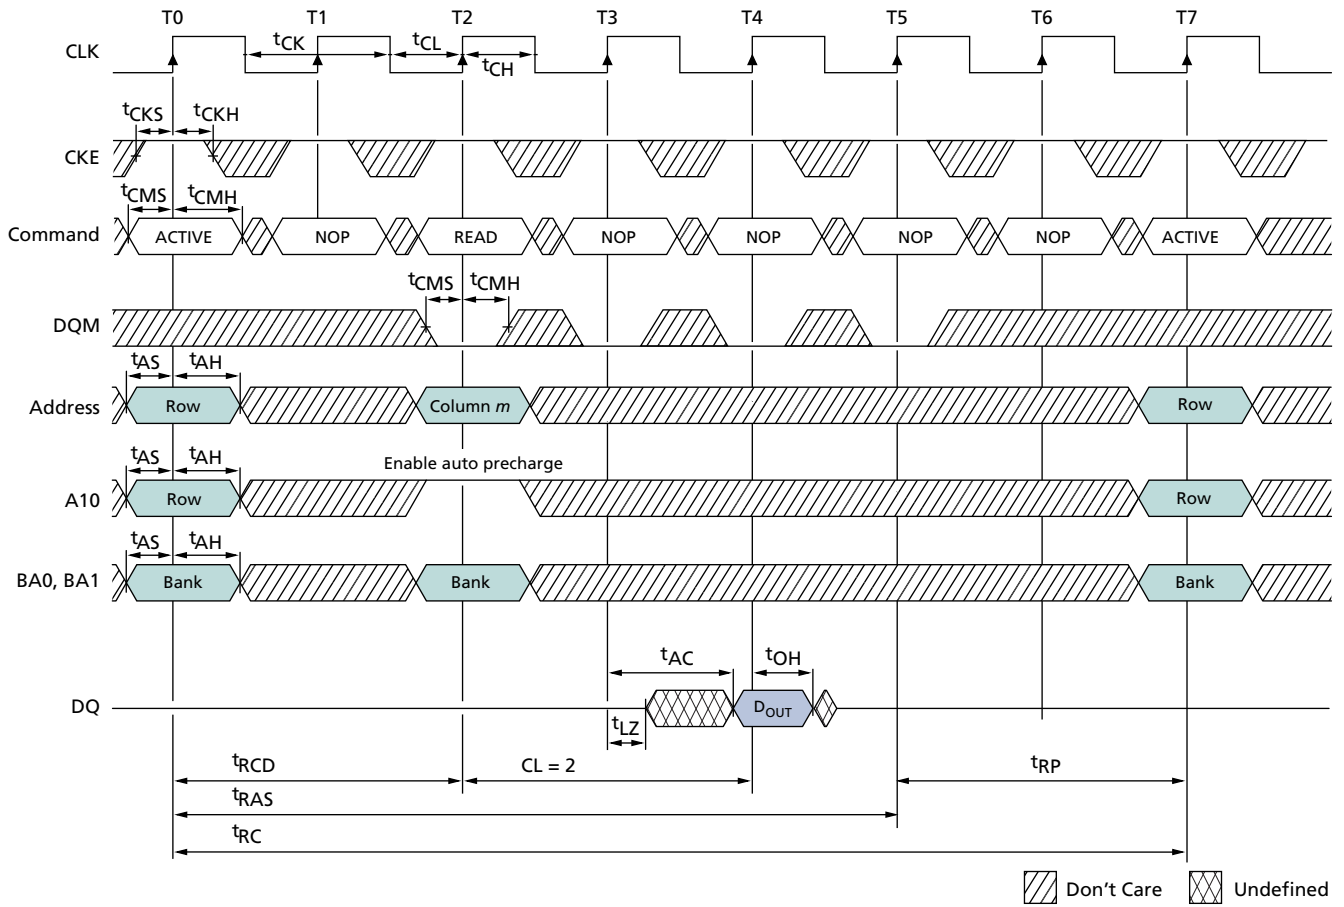 T0 T1 T2 T3 T4 T5 T6 T7
CLK tCK tCL tCH
tCKS tCKH
CKE
tCMS tCMH
Command ACTIVE NOP READ NOP NOP NOP NOP ACTIVE
tCMS tCMH
DQM
tAS tAH
Address Row Column m Row
tAS tAH Enable auto precharge
A10 Row Row
tAS tAH
BA0, BA1 Bank Bank Bank
tAC tOH
DQ DOUT
tLZ
tRCD CL = 2 tRP
tRAS
tRC
Don't Care Undefined